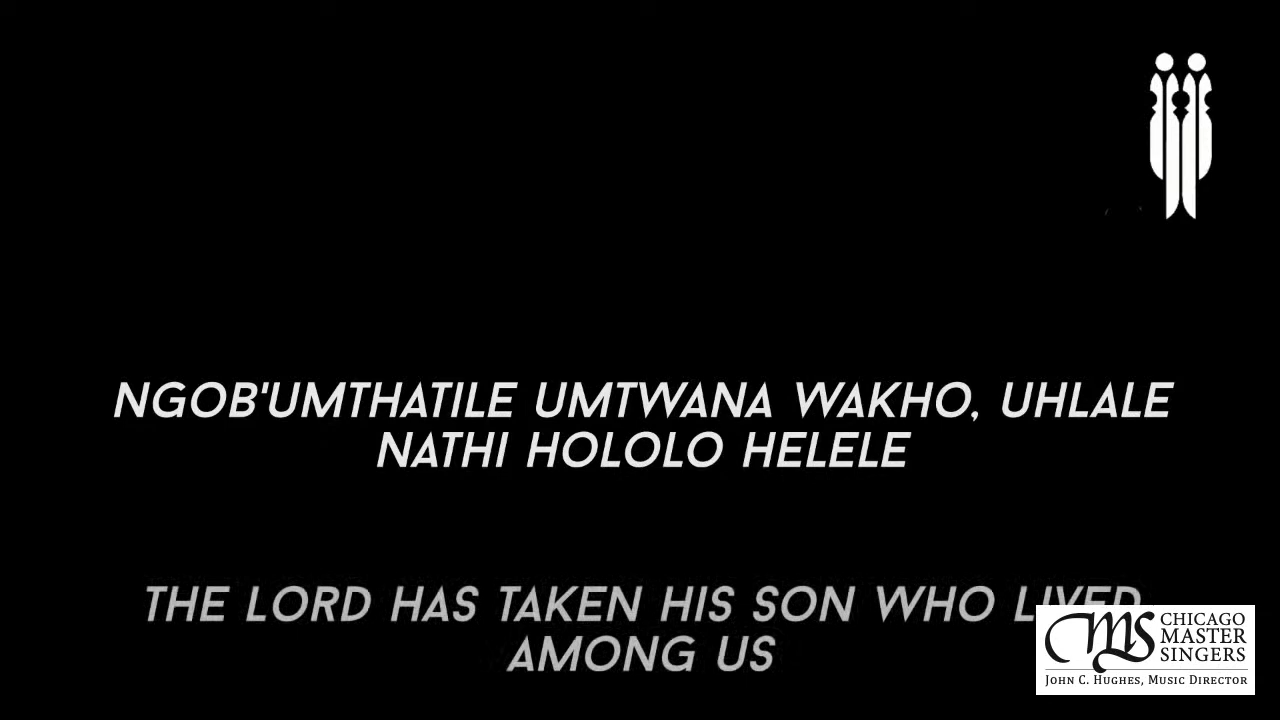 NGOB'UMTHATILE UMTWANA WAKHO, UHLALE
NATHI HOLOLO HELELE
THE LORD HAS TAKEN HIS SON WHO LIVED
AMONG US
CMS
CHICAGO
MASTER
SINGERS
JOHN C. HUGHES, MUSIC DIRECTOR